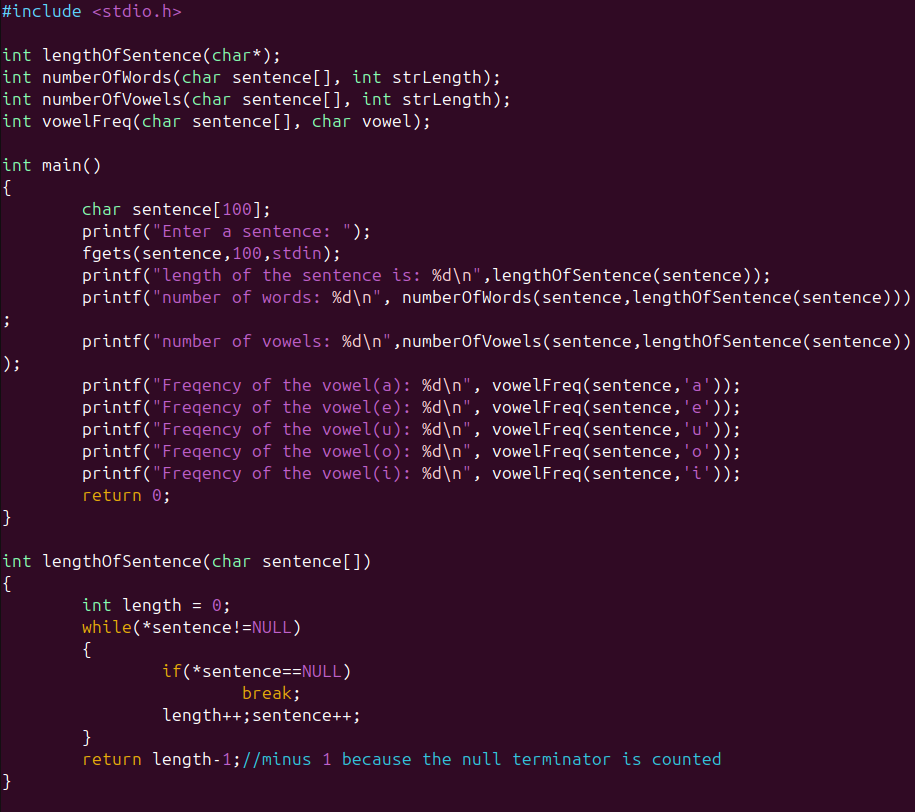 #include <stdio.h>

int lengthOfSentence(char*);
int numberOfWords(char sentence[], int strLength);
int numberOfVowels(char sentence[], int strLength);
int vowelFreq(char sentence[], char vowel);

int main()
{
        char sentence[100];
        printf("Enter a sentence: ");
        fgets(sentence,100,stdin);
        printf("length of the sentence is: %d\n",lengthOfSentence(sentence));
        printf("number of words: %d\n", numberOfWords(sentence,lengthOfSentence(sentence)))
;
        printf("number of vowels: %d\n",numberOfVowels(sentence,lengthOfSentence(sentence))
);
        printf("Freqency of the vowel(a): %d\n", vowelFreq(sentence,'a'));
        printf("Freqency of the vowel(e): %d\n", vowelFreq(sentence,'e'));
        printf("Freqency of the vowel(u): %d\n", vowelFreq(sentence,'u'));
        printf("Freqency of the vowel(o): %d\n", vowelFreq(sentence,'o'));
        printf("Freqency of the vowel(i): %d\n", vowelFreq(sentence,'i'));
        return 0;
}

int lengthOfSentence(char sentence[])
{
        int length = 0;
        while(*sentence!=NULL)
        {
                if(*sentence==NULL)
                        break;
                length++;sentence++;
        }
        return length-1;//minus 1 because the null terminator is counted
}